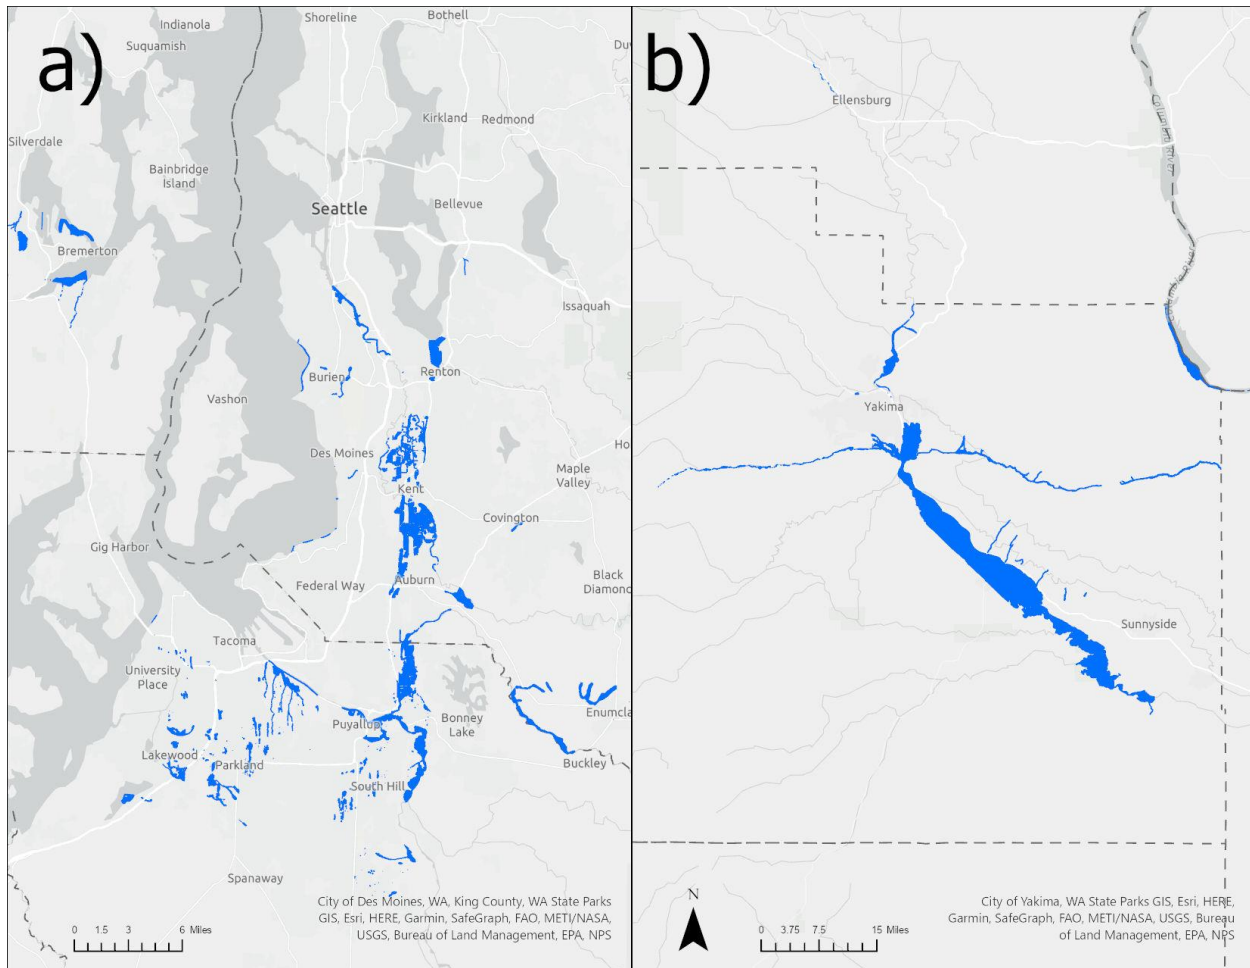 a)
Indianola
Suquamish
Shoreline
Bothell
Silverdale
Bainbridge
Island
Kirkland
Redmond
Seattle
Bellevue
Bremerton
Issaquah
Burien
Renton
Vashon
Des Moines
Maple
Valley
Kent
Covington
Gig Harbor
Federal Way
Auburn
Black
Diamond
Tacoma
University
Place
Puyallup
Bonney
Lake
Enumcla
Lakewood
Parkland
South Hill
Buckley
Spanaway
City of Des Moines, WA, King County, WA State Parks
GIS, Esri, HERE, Garmin, SafeGraph, FAO, METI/NASA,
USGS, Bureau of Land Management, EPA, NPS
0 1.5 3 6 Miles
b)
Ellensburg
Columbia River
Columbia River
Yakima
Sunnyside
N
City of Yakima, WA State Parks GIS, Esri, HERE,
Garmin, SafeGraph, FAO, METI/NASA, USGS, Bureau
of Land Management, EPA, NPS
0 3.75 7.5 15 Miles